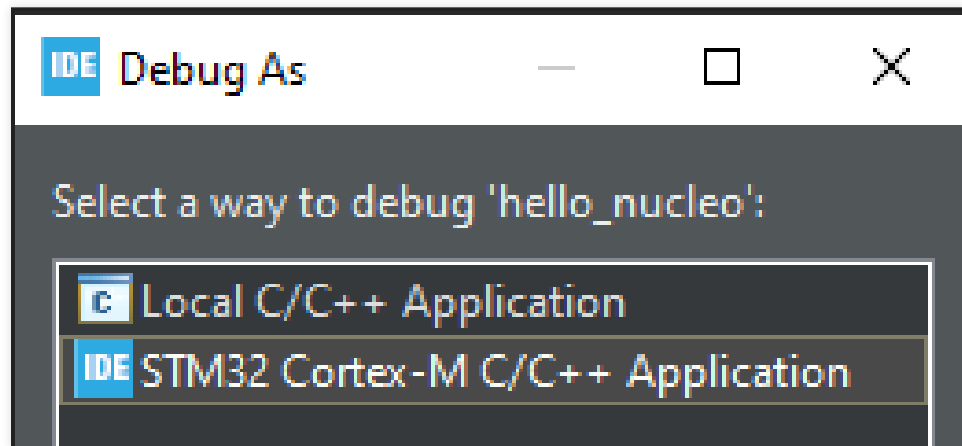 IDE Debug As
Select a way to debug 'hello_nucleo':
C Local C/C++ Application
IDE STM32 Cortex-M C/C++ Application